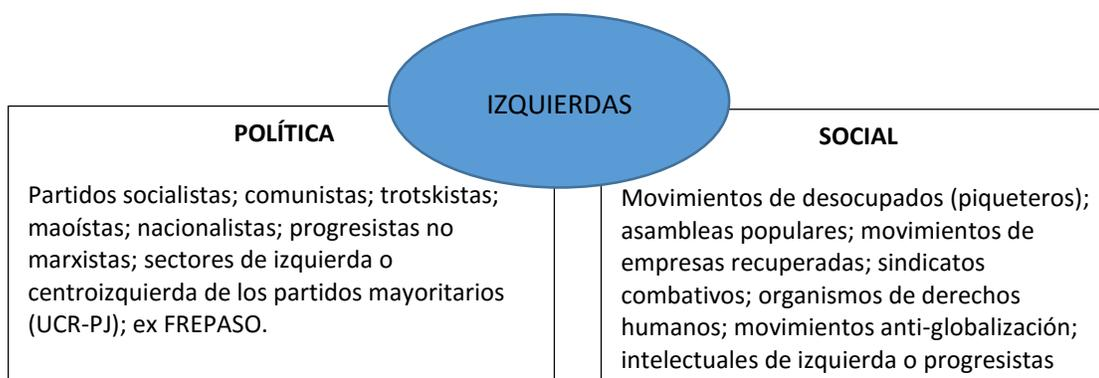 IZQUIERDAS
POLÍTICA
Partidos socialistas; comunistas; trotskistas;
maoístas; nacionalistas; progresistas no
marxistas; sectores de izquierda o
centroizquierda de los partidos mayoritarios
(UCR-PJ); ex FREPASO.
SOCIAL
Movimientos de desocupados (piqueteros);
asambleas populares; movimientos de
empresas recuperadas; sindicatos
combativos; organismos de derechos
humanos; movimientos anti-globalización;
intelectuales de izquierda o progresistas